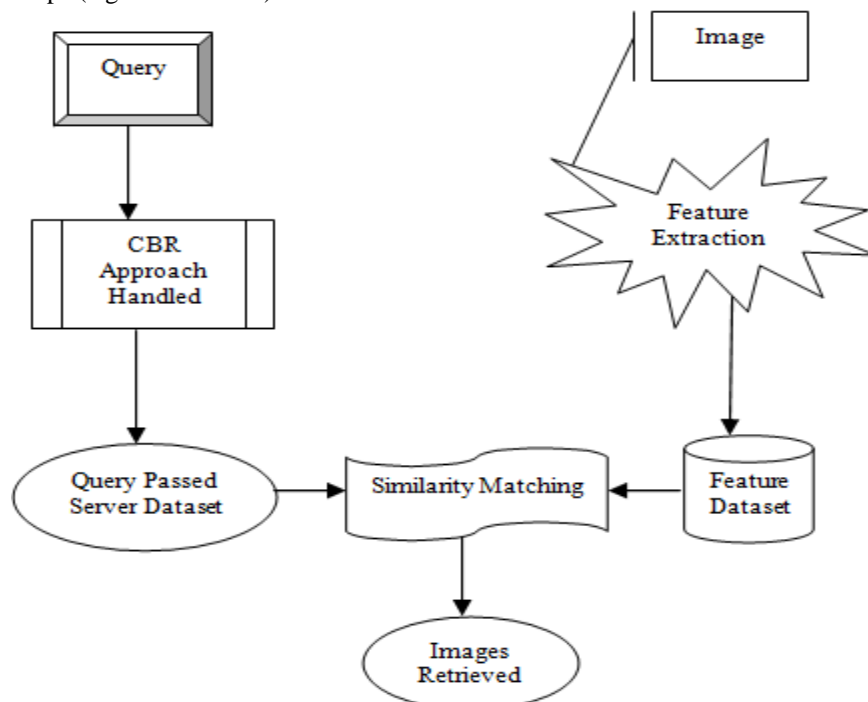 Query
Image
CBR
Approach
Handled
Feature
Extraction
Query Passed
Server Dataset
Similarity Matching
Feature
Dataset
Images
Retrieved